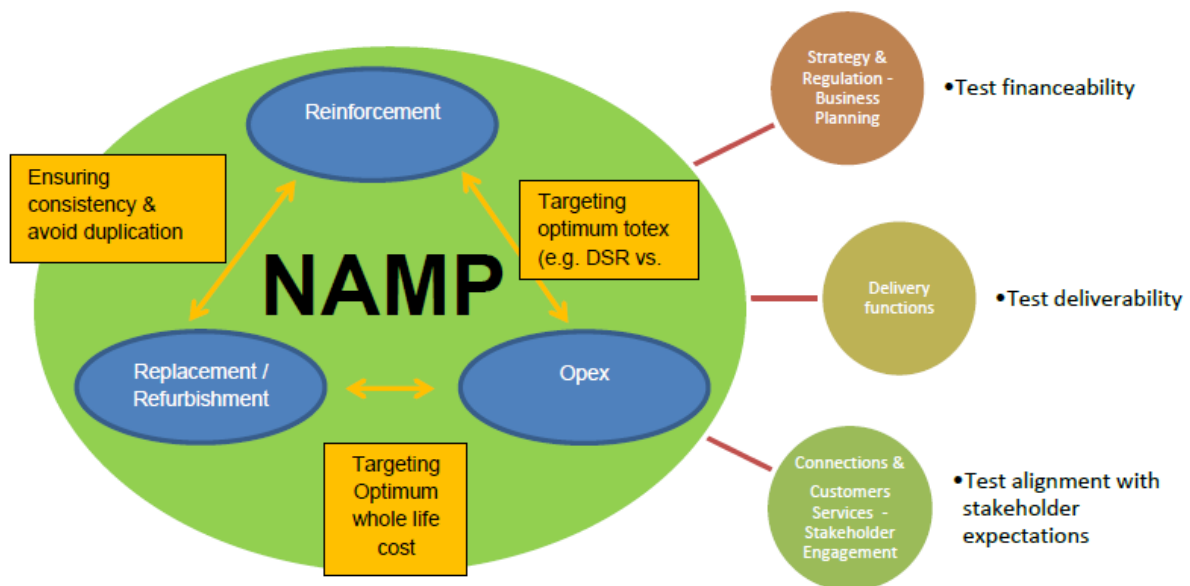 Reinforcement
Ensuring
consistency &
avoid duplication
Targeting
optimum totex
(e.g. DSR vs.
NAMP
Replacement /
Refurbishment
Opex
Targeting
Optimum
whole life
cost
Strategy &
Regulation -
Business
Planning
•Test financeability
Delivery
functions
•Test deliverability
Connections &
Customers
Services -
Stakeholder
Engagement
•Test alignment with
stakeholder
expectations